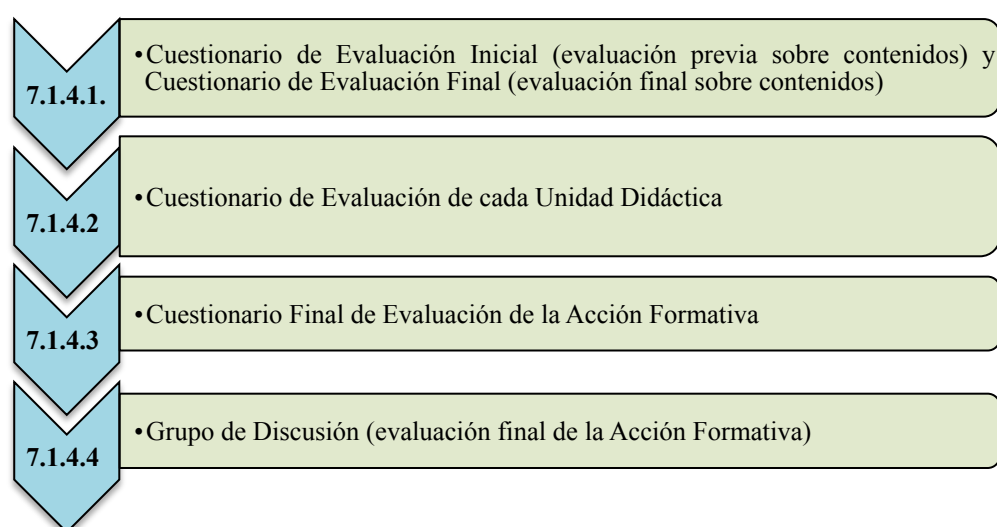 7.1.4.1.
•Cuestionario de Evaluación Inicial (evaluación previa sobre contenidos) y
Cuestionario de Evaluación Final (evaluación final sobre contenidos)
7.1.4.2
•Cuestionario de Evaluación de cada Unidad Didáctica
7.1.4.3
•Cuestionario Final de Evaluación de la Acción Formativa
7.1.4.4
•Grupo de Discusión (evaluación final de la Acción Formativa)